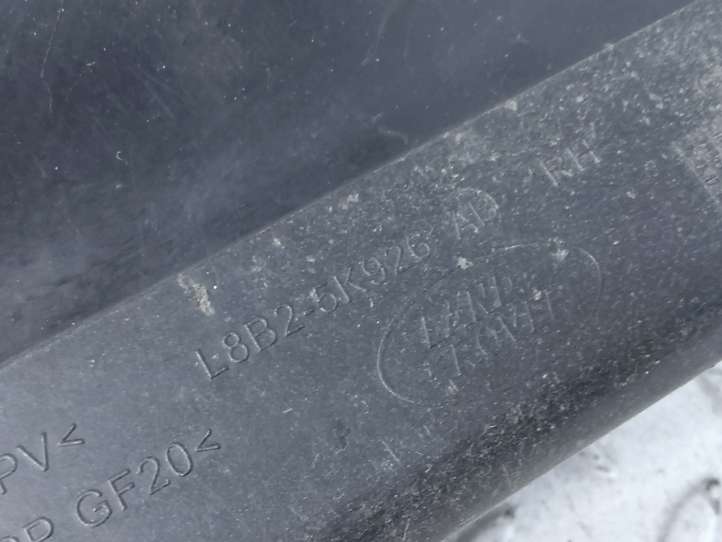 L8B2-5K926 AD RH
LAND
ROVER
PV<
GF20<